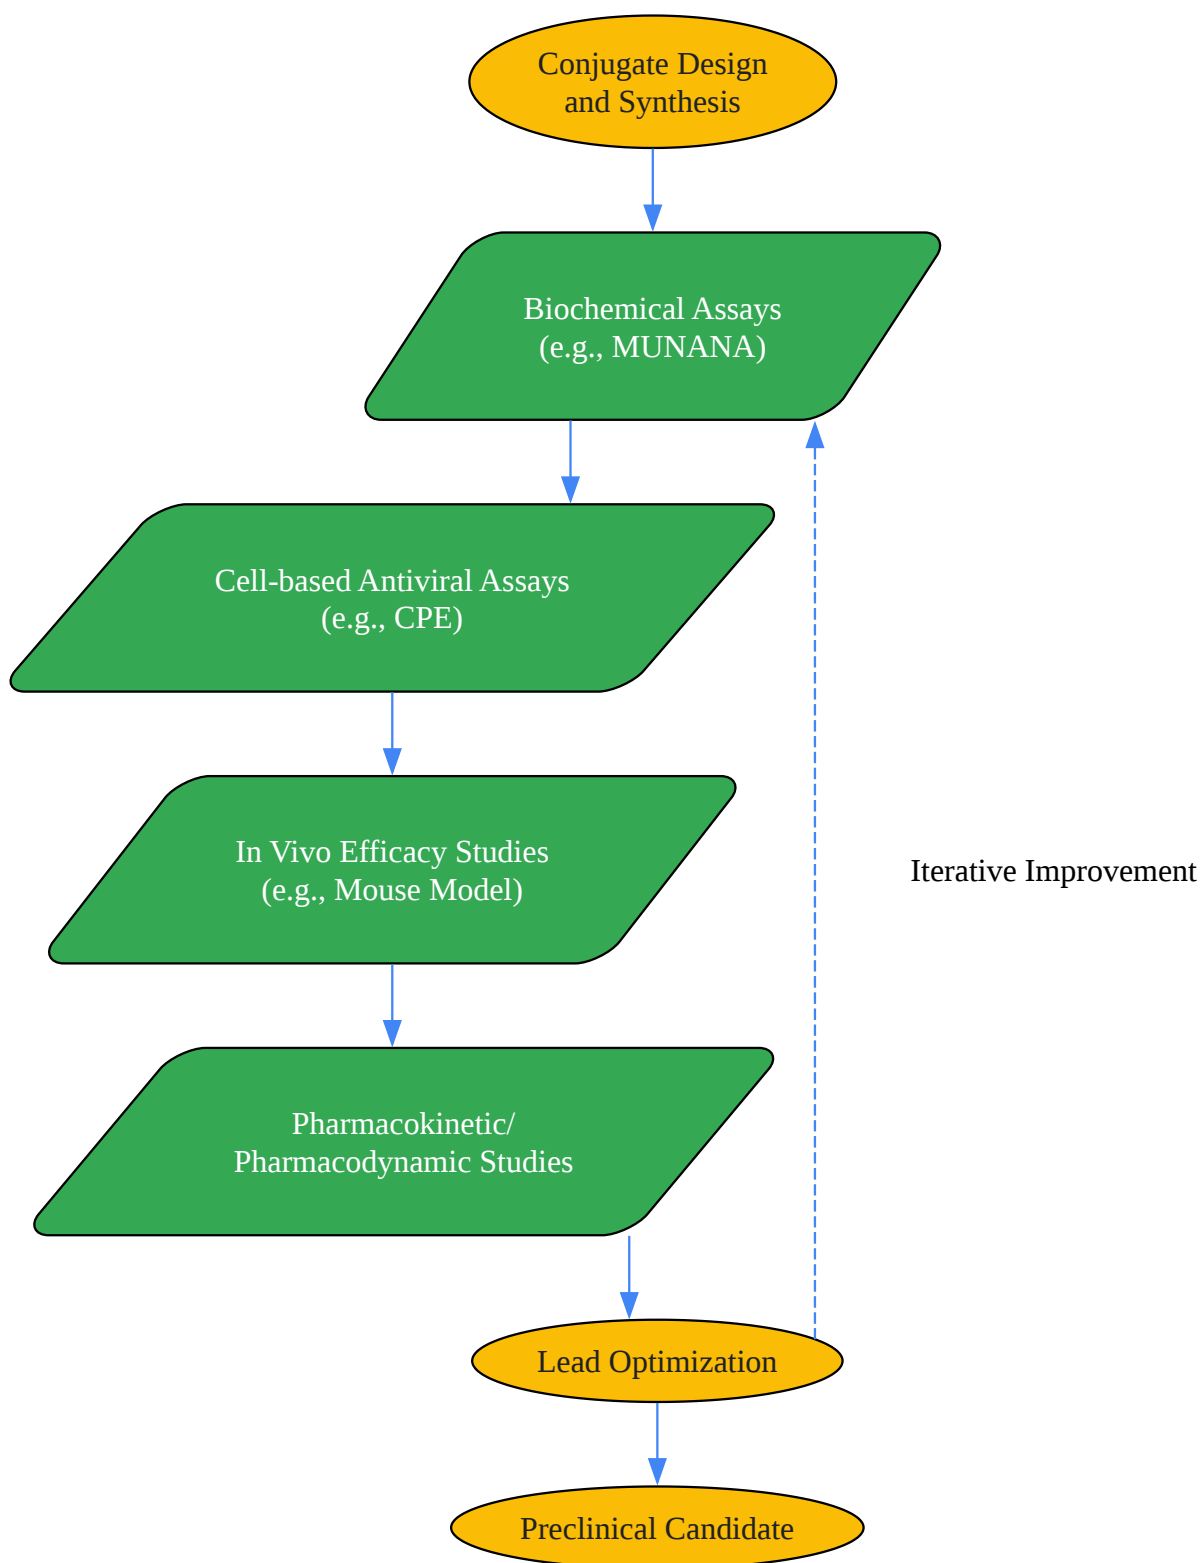 Conjugate Design
and Synthesis
Biochemical Assays
(e.g., MUNANA)
Cell-based Antiviral Assays
(e.g., CPE)
In Vivo Efficacy Studies
(e.g., Mouse Model)
Iterative Improvement
Pharmacokinetic/
Pharmacodynamic Studies
Lead Optimization
Preclinical Candidate